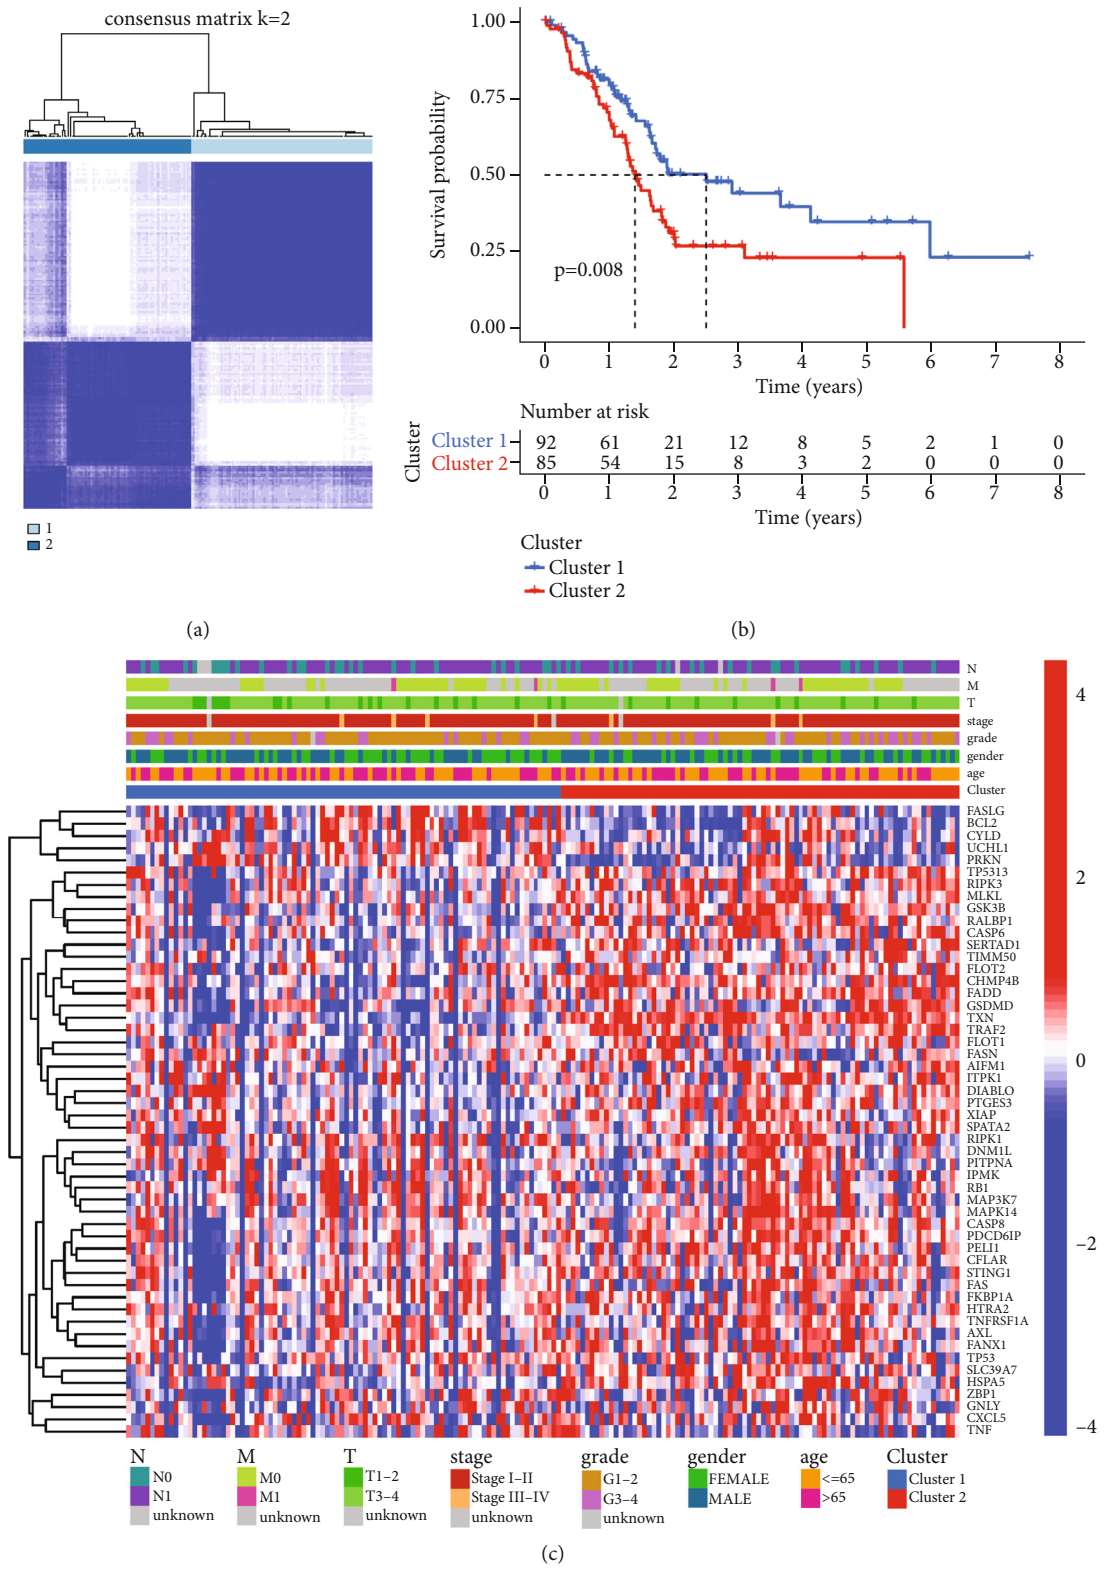 consensus matrix k=2
1
2
(a)
Survival probability
1.00
0.75
0.50
0.25
0.00
p=0.008
0 1 2 3 4 5 6 7 8
Time (years)
Number at risk
Cluster
Cluster 1 92 61 21 12 8 5 2 1 0
Cluster 2 85 54 15 8 3 2 0 0 0
0 1 2 3 4 5 6 7 8
Time (years)
Cluster
Cluster 1
Cluster 2
(b)
N
M
T
stage
grade
gender
age
Cluster
FASLG
BCL2
CYLD
UCHL1
PRKN
TP5313
RIPK3
MLKL
GSK3B
RALBP1
CASP6
SERTAD1
TIMM50
FLOT2
CHMP4B
FADD
GSDMD
TXN
TRAF2
FLOT1
FASN
AIFM1
ITPK1
DIABLO
PTGES3
XIAP
SPATA2
RIPK1
DNM1L
PITPNA
IPMK
RB1
MAP3K7
MAPK14
CASP8
PDCD6IP
PELI1
CFLAR
STING1
FAS
FKBP1A
HTRA2
TNFRSF1A
AXL
FANX1
TP53
SLC39A7
HSPA5
ZBP1
GNLY
CXCL5
TNF
4
2
0
−2
−4
N
N0
N1
unknown
M
M0
M1
unknown
T
T1–2
T3–4
unknown
stage
Stage I–II
Stage III–IV
unknown
grade
G1–2
G3–4
unknown
gender
FEMALE
MALE
age
<=65
>65
Cluster
Cluster 1
Cluster 2
(c)